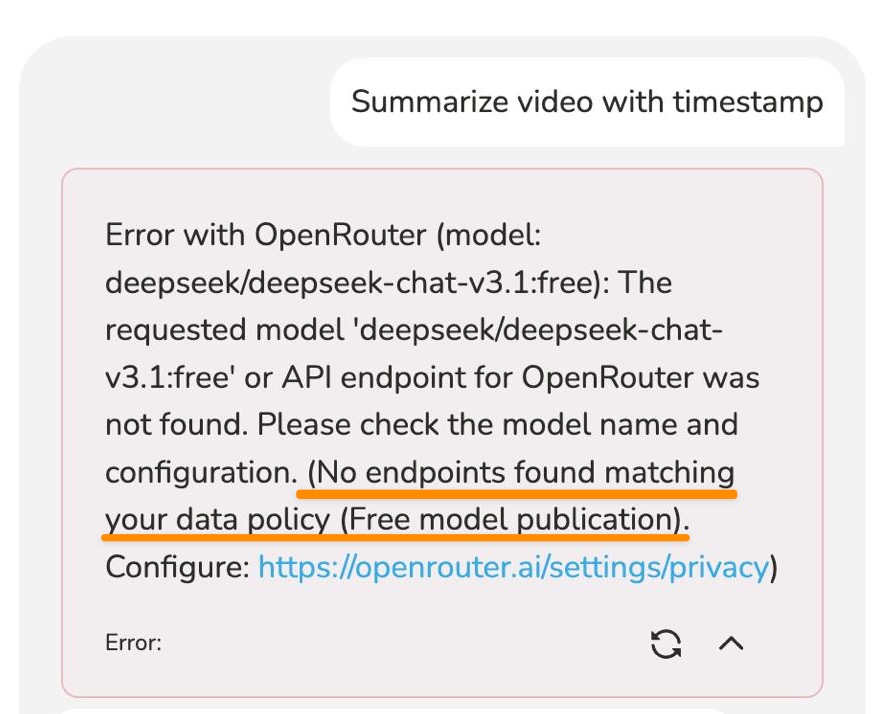 Summarize video with timestamp
Error with OpenRouter (model:
deepseek/deepseek-chat-v3.1:free): The
requested model 'deepseek/deepseek-chat-
v3.1:free' or API endpoint for OpenRouter was
not found. Please check the model name and
configuration. (No endpoints found matching
your data policy (Free model publication).
Configure: https://openrouter.ai/settings/privacy)
Error: